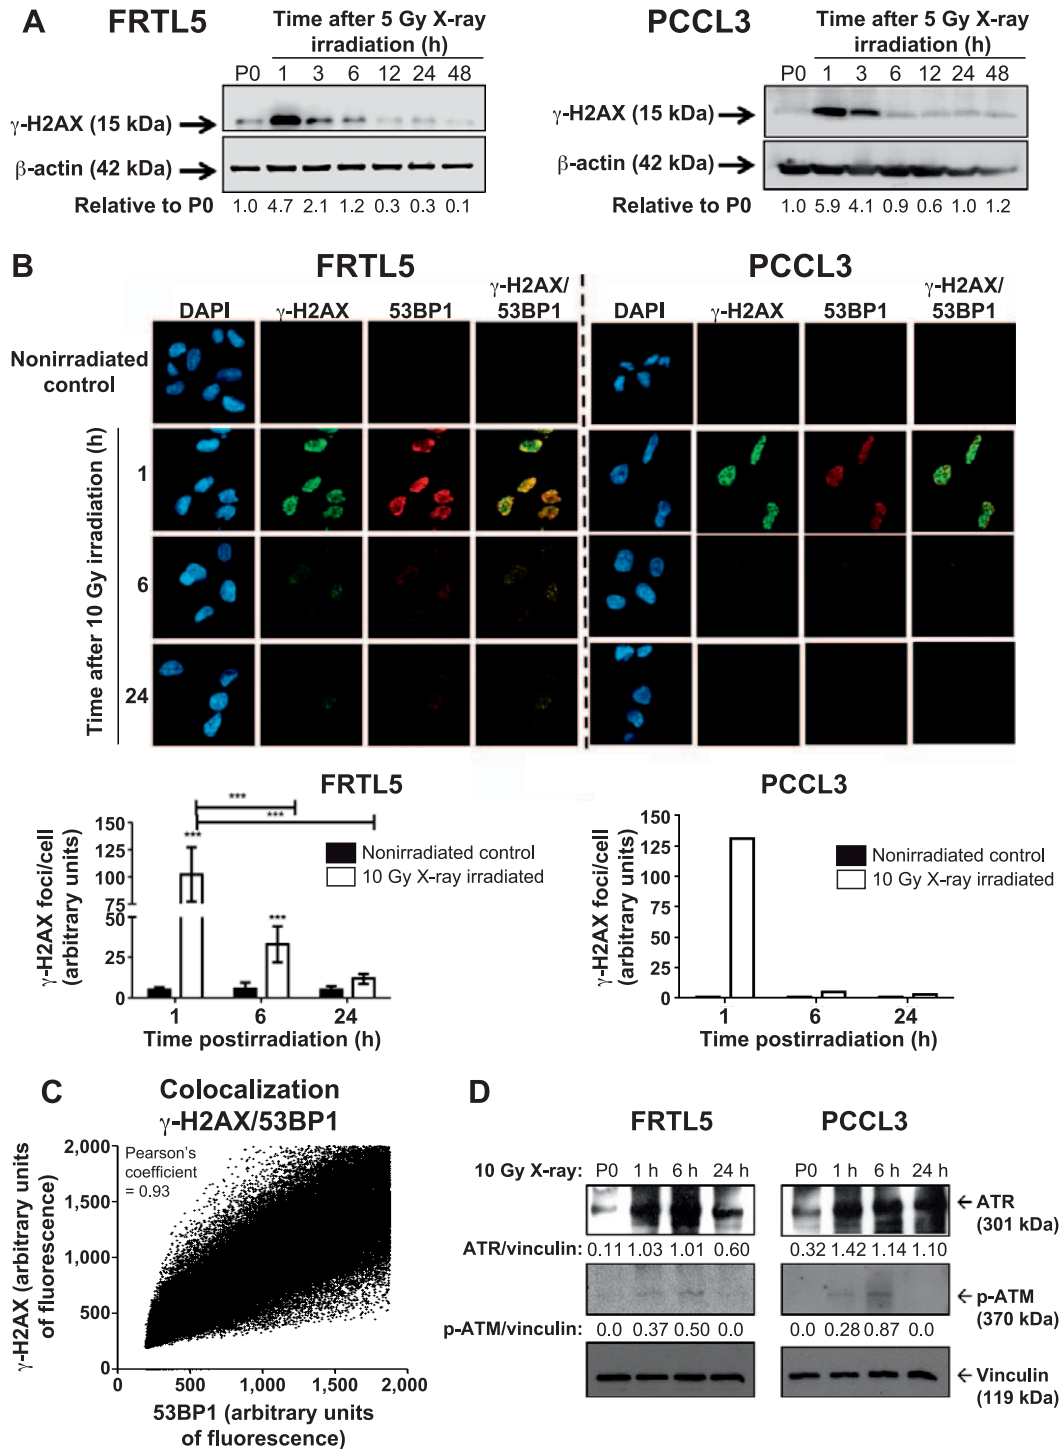 A
FRTL5
Time after 5 Gy X-ray
irradiation (h)
P0 1 3 6 12 24 48
γ-H2AX (15 kDa)
β-actin (42 kDa)
Relative to P0
1.0 4.7 2.1 1.2 0.3 0.3 0.1
PCCL3
Time after 5 Gy X-ray
irradiation (h)
P0 1 3 6 12 24 48
γ-H2AX (15 kDa)
β-actin (42 kDa)
Relative to P0
1.0 5.9 4.1 0.9 0.6 1.0 1.2
B
FRTL5
PCCL3
DAPI γ-H2AX 53BP1 γ-H2AX/
53BP1
DAPI γ-H2AX 53BP1 γ-H2AX/
53BP1
Nonirradiated
control
Time after 10 Gy irradiation (h)
1
6
24
FRTL5
***
***
***
***
150
125
100
75
50
25
0
γ-H2AX foci/cell
(arbitrary units)
Nonirradiated control
10 Gy X-ray irradiated
1 6 24
Time postirradiation (h)
PCCL3
150
125
100
75
50
25
0
γ-H2AX foci/cell
(arbitrary units)
Nonirradiated control
10 Gy X-ray irradiated
1 6 24
Time postirradiation (h)
C
Colocalization
γ-H2AX/53BP1
Pearson's
coefficient
= 0.93
2,000
1,500
1,000
500
0
γ-H2AX (arbitrary units
of fluorescence)
0 500 1,000 1,500 2,000
53BP1 (arbitrary units
of fluorescence)
D
FRTL5
PCCL3
10 Gy X-ray: P0 1 h 6 h 24 h
P0 1 h 6 h 24 h
ATR
(301 kDa)
ATR/vinculin: 0.11 1.03 1.01 0.60
0.32 1.42 1.14 1.10
p-ATM
(370 kDa)
p-ATM/vinculin: 0.0 0.37 0.50 0.0
0.0 0.28 0.87 0.0
Vinculin
(119 kDa)